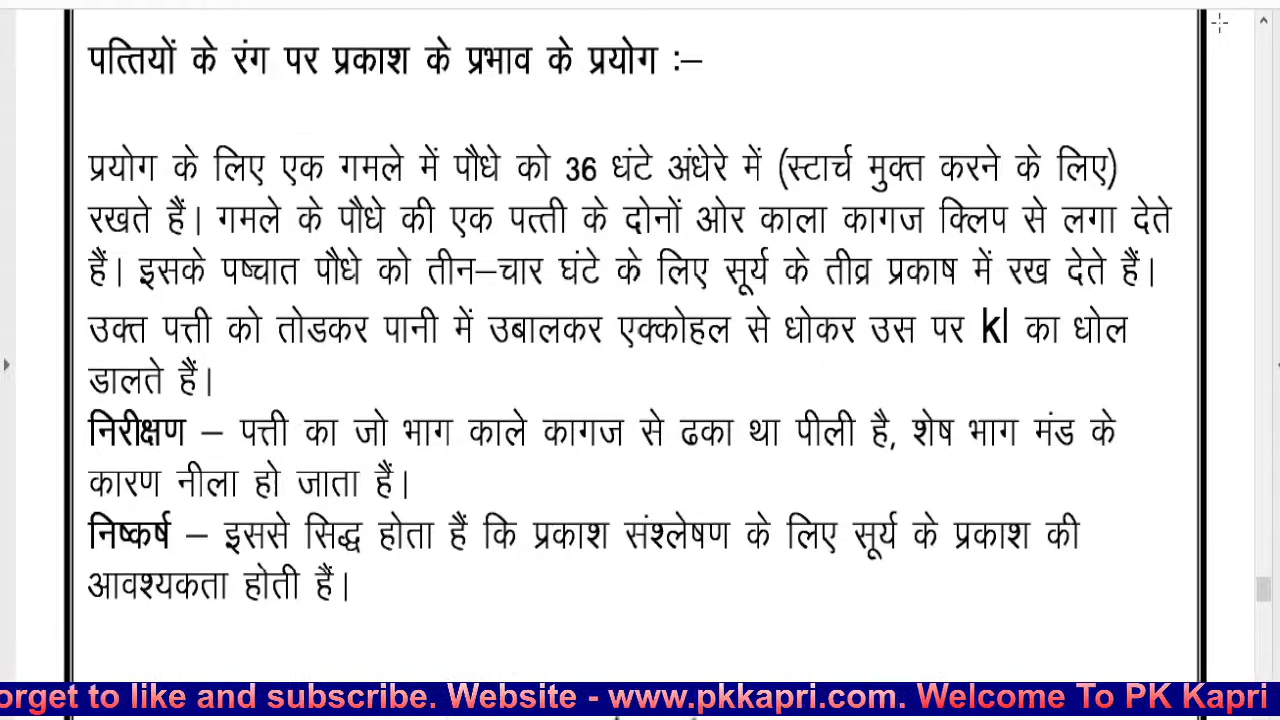 पत्तियों के रंग पर प्रकाश के प्रभाव के प्रयोग :–
प्रयोग के लिए एक गमले में पौधे को 36 धंटे अंधेरे में (स्टार्च मुक्त करने के लिए)
रखते हैं। गमले के पौधे की एक पत्ती के दोनों ओर काला कागज क्लिप से लगा देते
हैं। इसके पष्चात पौधे को तीन–चार घंटे के लिए सूर्य के तीव्र प्रकाष में रख देते हैं।
उक्त पत्ती को तोडकर पानी में उबालकर एक्कोहल से धोकर उस पर kI का धोल
डालते हैं।
निरीक्षण – पत्ती का जो भाग काले कागज से ढका था पीली है, शेष भाग मंड के
कारण नीला हो जाता हैं।
निष्कर्ष – इससे सिद्ध होता हैं कि प्रकाश संश्लेषण के लिए सूर्य के प्रकाश की
आवश्यकता होती हैं।
orget to like and subscribe. Website - www.pkkapri.com. Welcome To PK Kapri